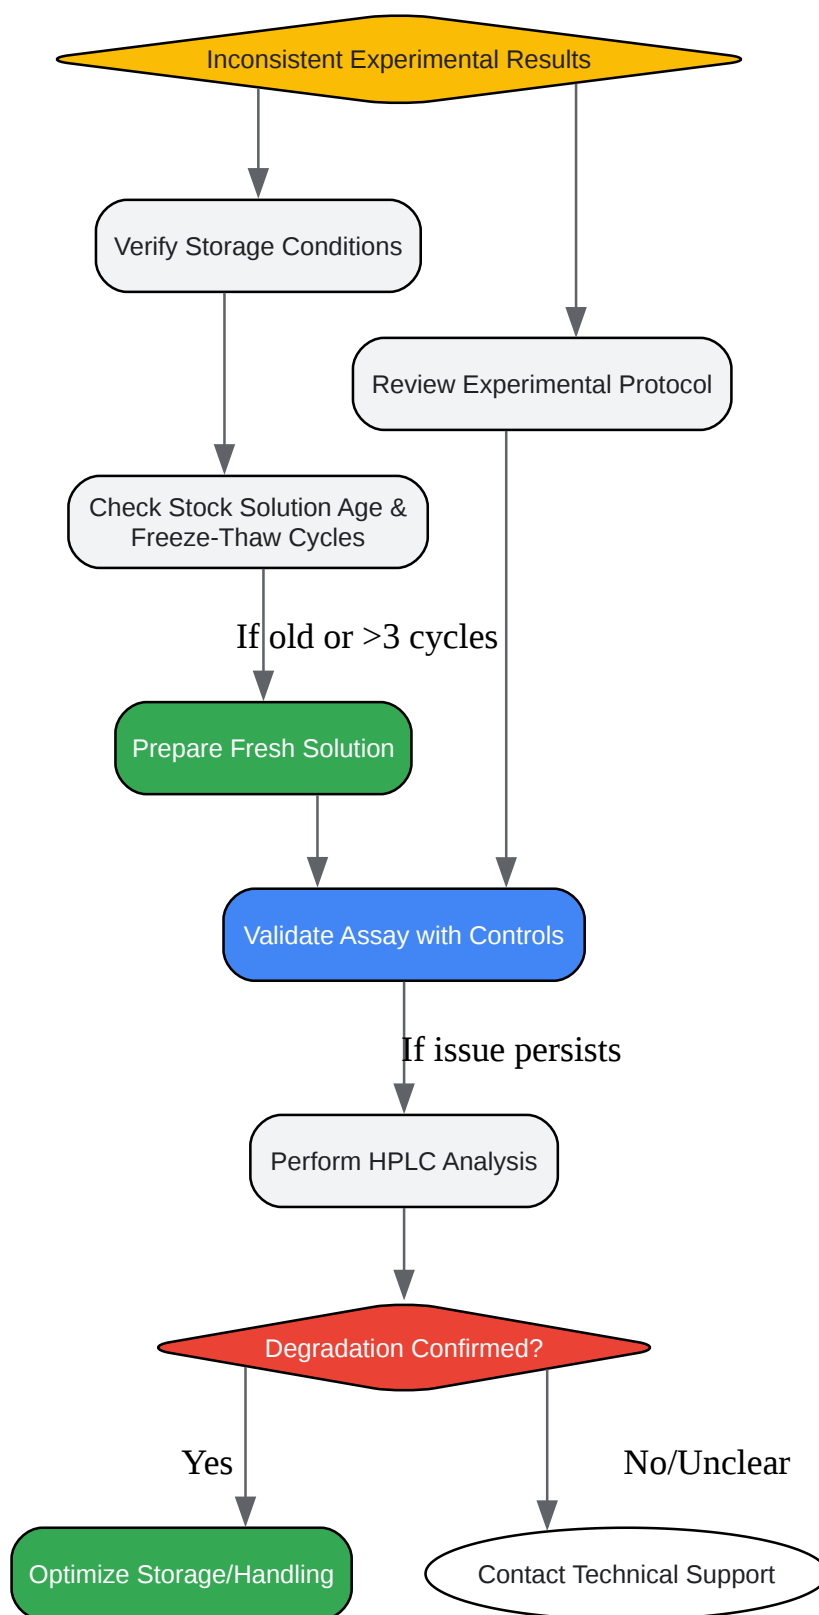 Inconsistent Experimental Results
Verify Storage Conditions
Review Experimental Protocol
Check Stock Solution Age &
Freeze-Thaw Cycles
If old or >3 cycles
Prepare Fresh Solution
Validate Assay with Controls
If issue persists
Perform HPLC Analysis
Degradation Confirmed?
Yes
No/Unclear
Optimize Storage/Handling
Contact Technical Support